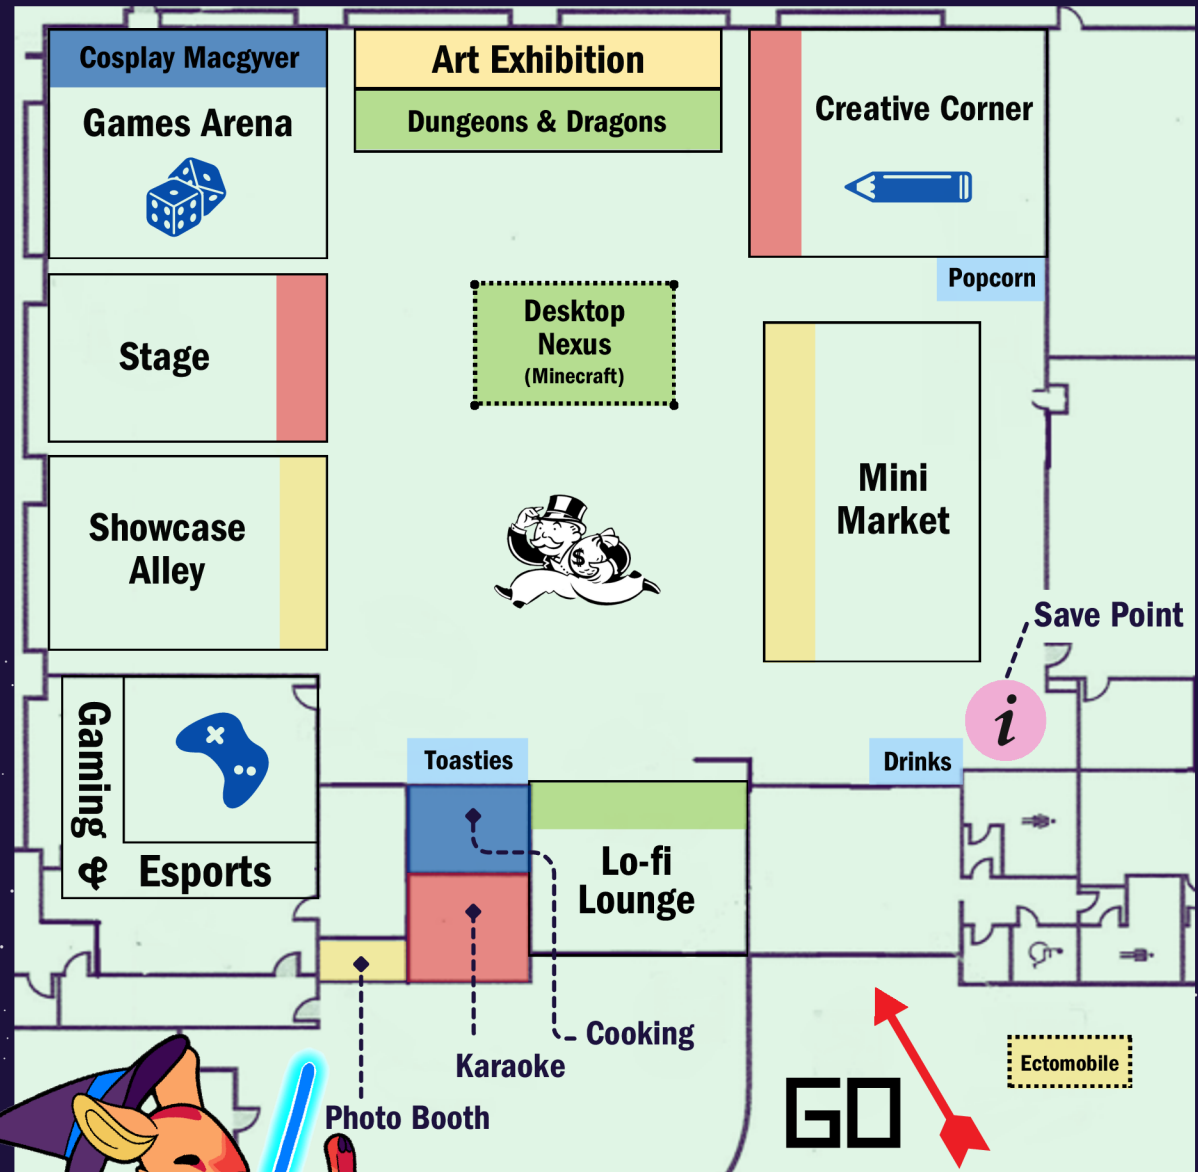 Cosplay Macgyver
Games Arena
Art Exhibition
Dungeons & Dragons
Creative Corner
Popcorn
Stage
Desktop
Nexus
(Minecraft)
Showcase
Alley
$
Mini
Market
Save Point
i
Gaming &
Esports
Toasties
Drinks
Lo-fi
Lounge
Cooking
Karaoke
Photo Booth
Ectomobile
GO